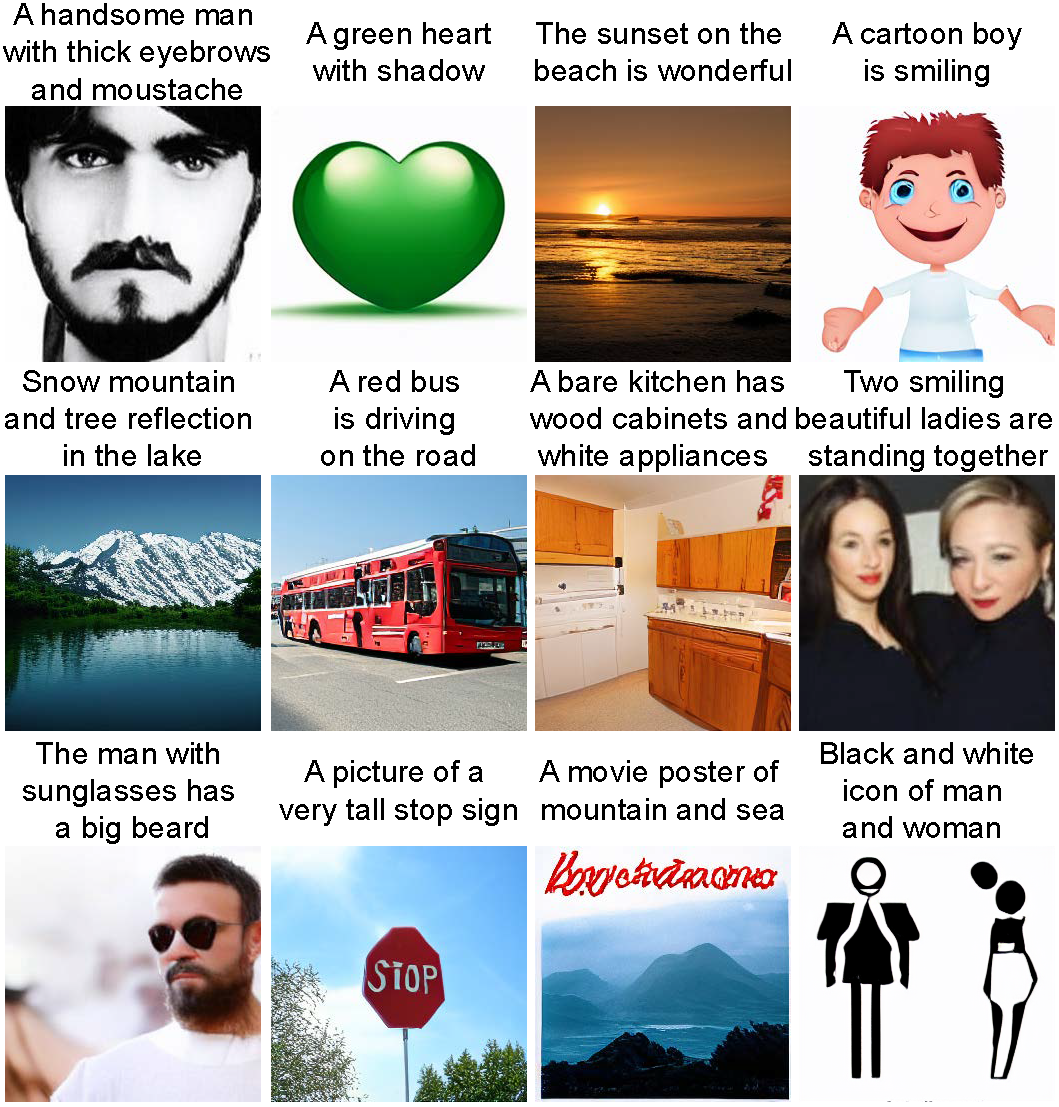 A handsome man
with thick eyebrows
and moustache
A green heart
with shadow
The sunset on the
beach is wonderful
A cartoon boy
is smiling
Snow mountain
and tree reflection
in the lake
A red bus
is driving
on the road
A bare kitchen has
wood cabinets and
white appliances
Two smiling
beautiful ladies are
standing together
The man with
sunglasses has
a big beard
A picture of a
very tall stop sign
A movie poster of
mountain and sea
Black and white
icon of man
and woman
STOP